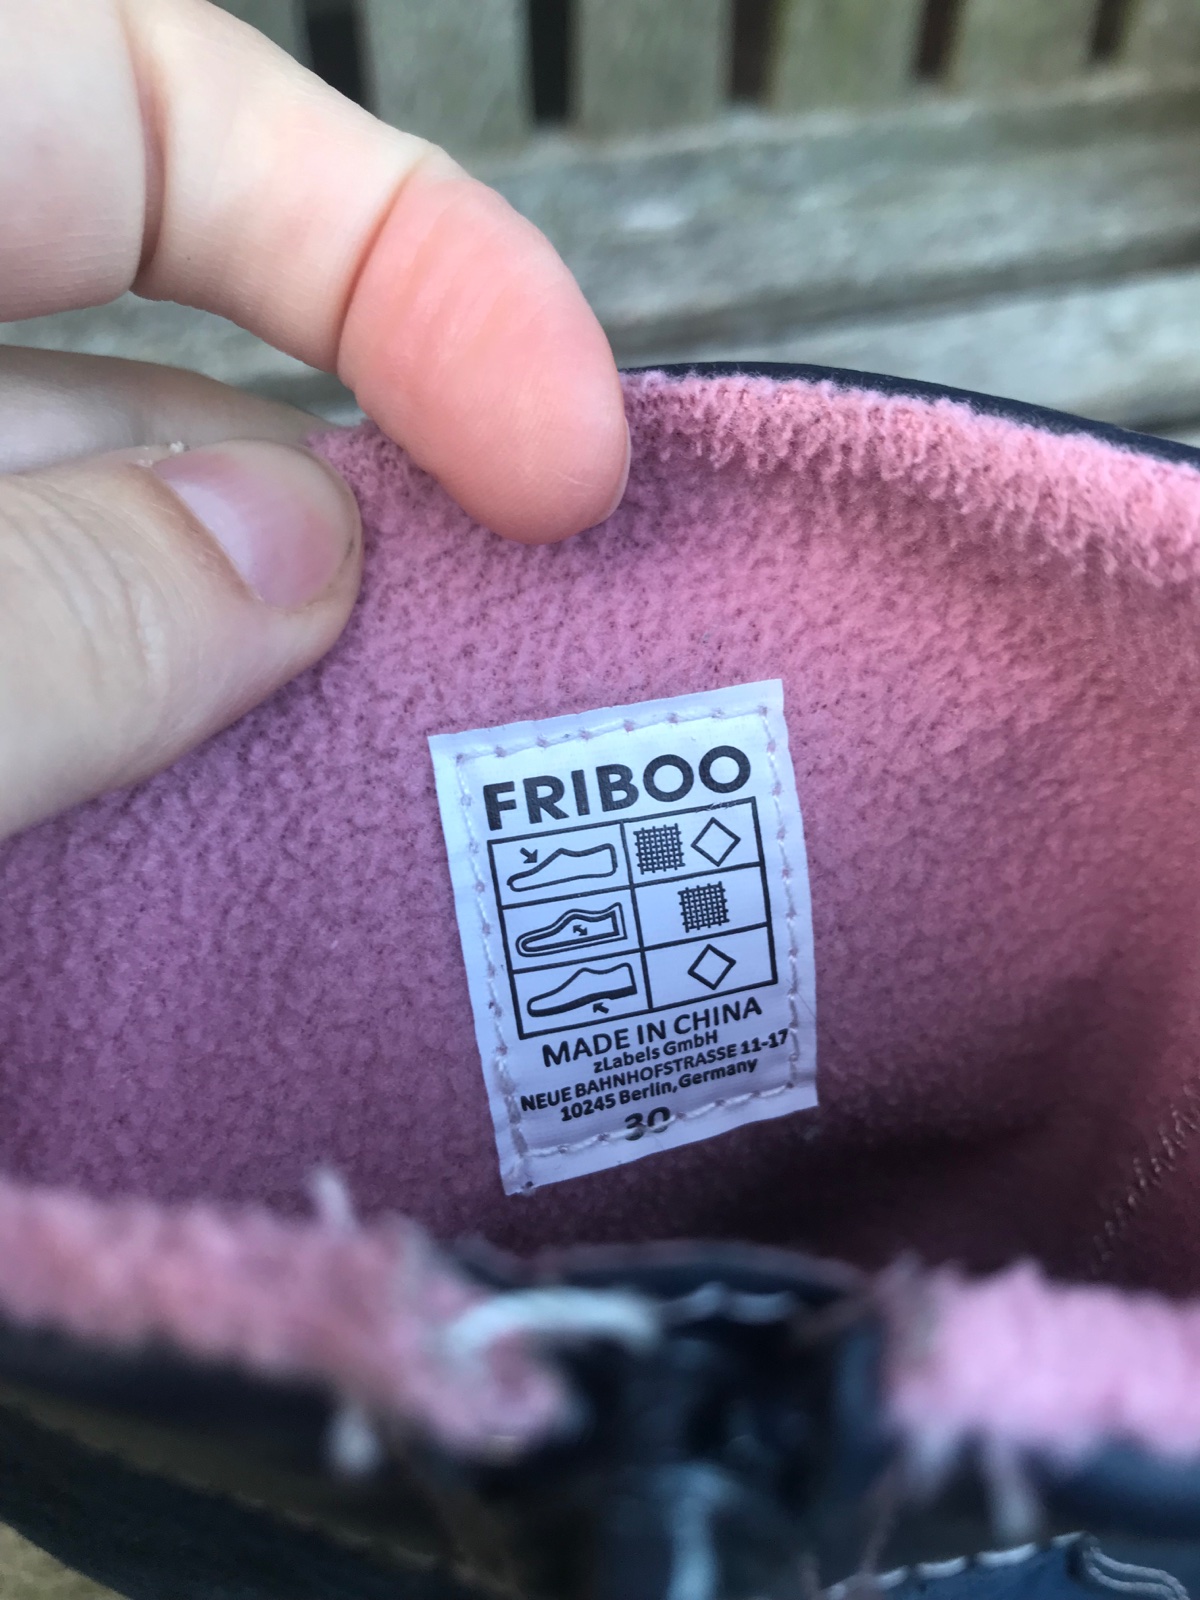 FRIBOO
MADE IN CHINA
zLabels GmbH
NEUE BAHNHOFSTRASSE 11-17
10245 Berlin, Germany
30